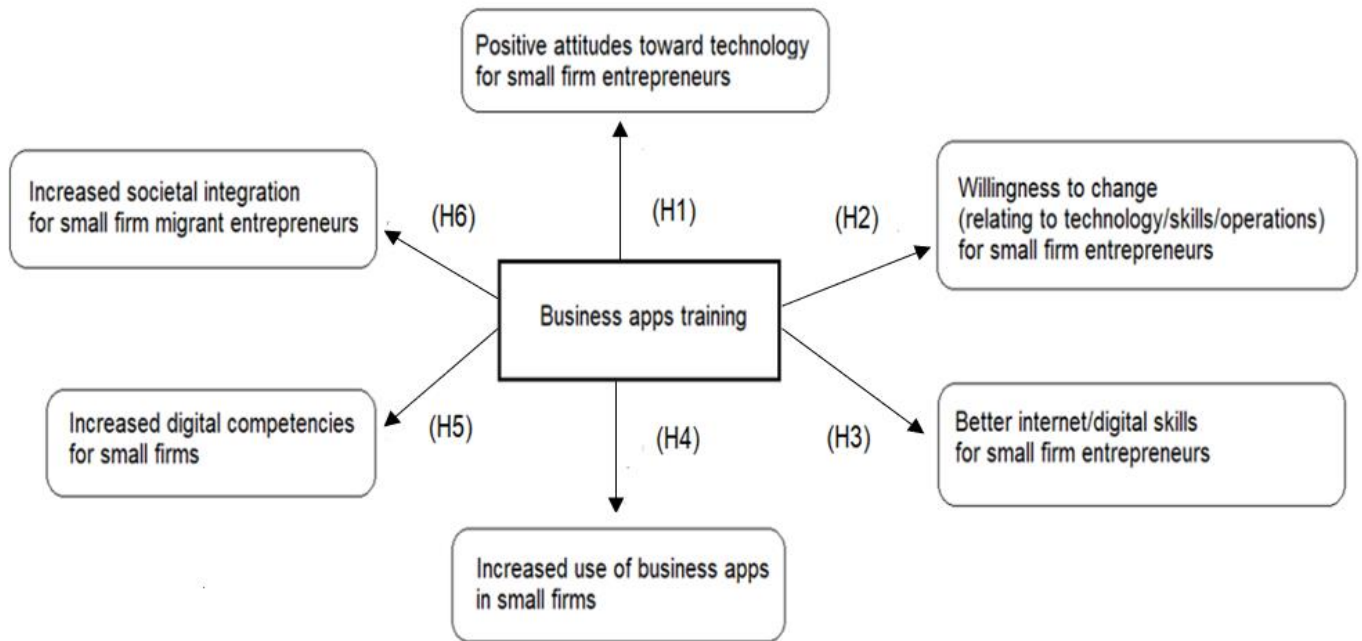 Positive attitudes toward technology
for small firm entrepreneurs
Increased societal integration
for small firm migrant entrepreneurs
(H6)
(H1)
(H2)
Willingness to change
(relating to technology/skills/operations)
for small firm entrepreneurs
Business apps training
Increased digital competencies
for small firms
(H5)
(H4)
(H3)
Better internet/digital skills
for small firm entrepreneurs
Increased use of business apps
in small firms